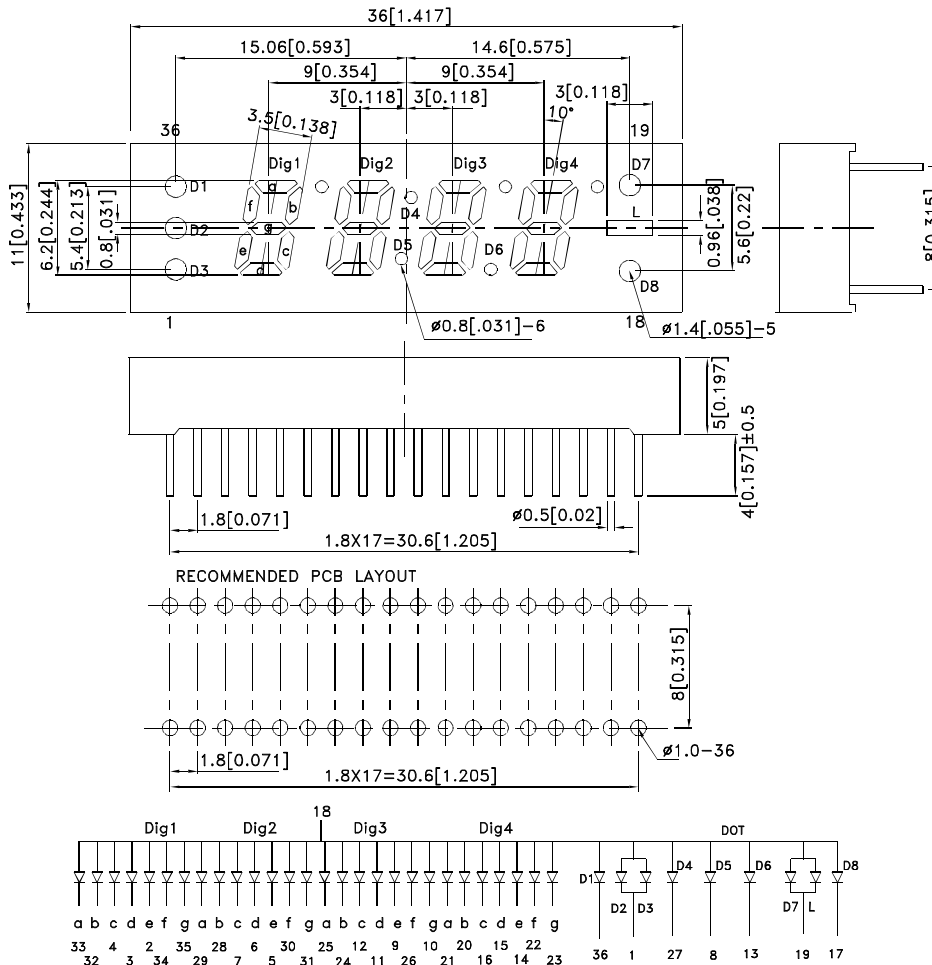 36[1.417]
15.06[0.593] 14.6[0.575]
9[0.354] 9[0.354]
3[0.118] 3[0.118] 3[0.118]
3.5[0.138] 10°
36 19
Dig1 Dig2 Dig3 Dig4 D7
D1 a D4
f b L
D2 g
D5 D6
e c
D3 d D8
11[0.433]
6.2[0.244]
5.4[0.213]
0.8[.031]
0.96[.038]
5.6[0.22]
8[0.315]
1 ø0.8[.031]-6 18 ø1.4[.055]-5
5[0.197]
4[0.157]±0.5
1.8[0.071] ø0.5[0.02]
1.8X17=30.6[1.205]
RECOMMENDED PCB LAYOUT
8[0.315]
1.8[0.071] ø1.0-36
1.8X17=30.6[1.205]
18
Dig1 Dig2 Dig3 Dig4 DOT
D1 D4 D5 D6 D8
D2 D3 D7 L
a b c d e f g a b c d e f g a b c d e f g a b c d e f g
33 4 2 35 28 6 30 25 12 9 10 20 15 22 36 1 27 8 13 19 17
32 3 34 29 7 5 31 24 11 26 21 16 14 23